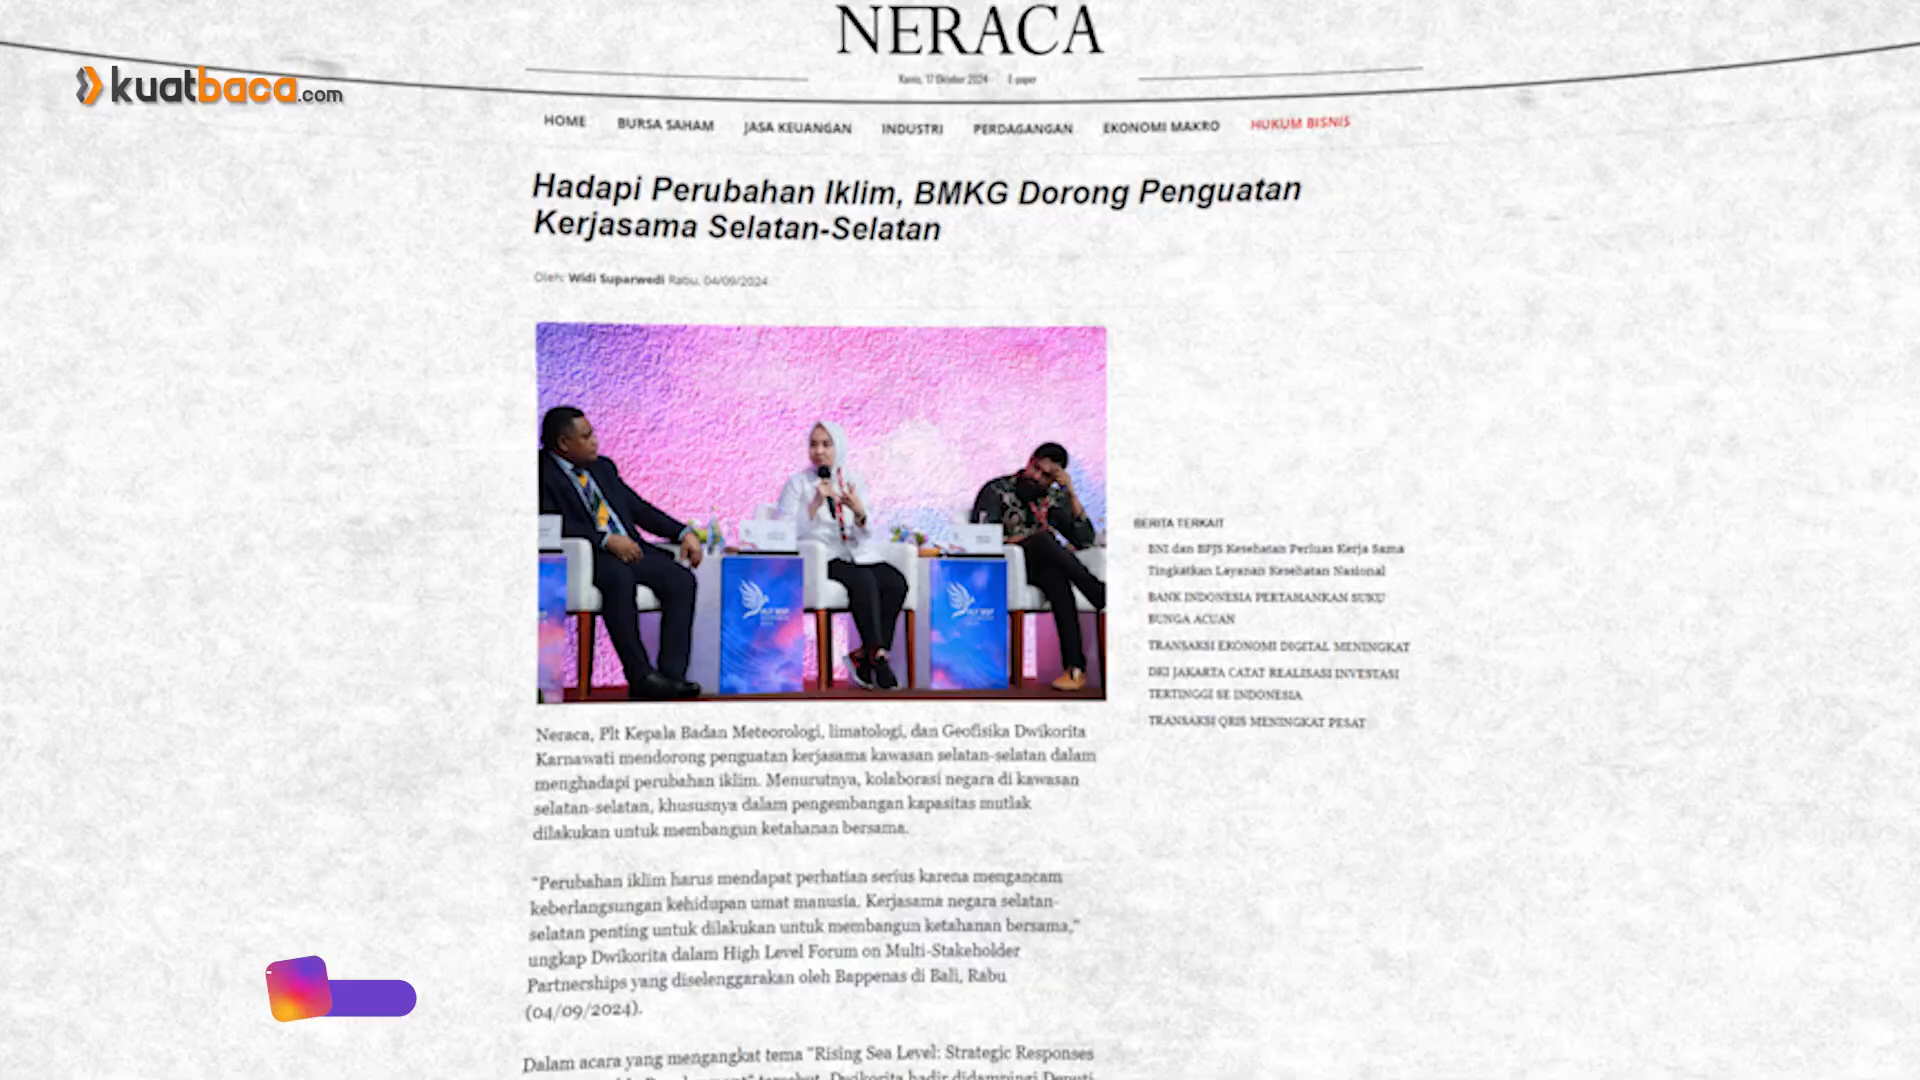 NERACA
Kamis, 17 Oktober 2024 E-paper
kuatbaca.com
HOME BURSA SAHAM JASA KEUANGAN INDUSTRI PERDAGANGAN EKONOMI MAKRO HUKUM BISNIS
Hadapi Perubahan Iklim, BMKG Dorong Penguatan
Kerjasama Selatan-Selatan
Oleh: Widi Suparwedi Rabu, 04/09/2024
BERITA TERKAIT
BNI dan BPJS Kesehatan Perluas Kerja Sama
Tingkatkan Layanan Kesehatan Nasional
BANK INDONESIA PERTAHANKAN SUKU
BUNGA ACUAN
TRANSAKSI EKONOMI DIGITAL MENINGKAT
DKI JAKARTA CATAT REALISASI INVESTASI
TERTINGGI SE INDONESIA
TRANSAKSI QRIS MENINGKAT PESAT
Neraca, Plt Kepala Badan Meteorologi, limatologi, dan Geofisika Dwikorita
Karnawati mendorong penguatan kerjasama kawasan selatan-selatan dalam
menghadapi perubahan iklim. Menurutnya, kolaborasi negara di kawasan
selatan-selatan, khususnya dalam pengembangan kapasitas mutlak
dilakukan untuk membangun ketahanan bersama.
"Perubahan iklim harus mendapat perhatian serius karena mengancam
keberlangsungan kehidupan umat manusia. Kerjasama negara selatan-
selatan penting untuk dilakukan untuk membangun ketahanan bersama,"
ungkap Dwikorita dalam High Level Forum on Multi-Stakeholder
Partnerships yang diselenggarakan oleh Bappenas di Bali, Rabu
(04/09/2024).
Dalam acara yang mengangkat tema "Rising Sea Level: Strategic Responses
tersebut, Dwikorita hadir didampingi Deputi